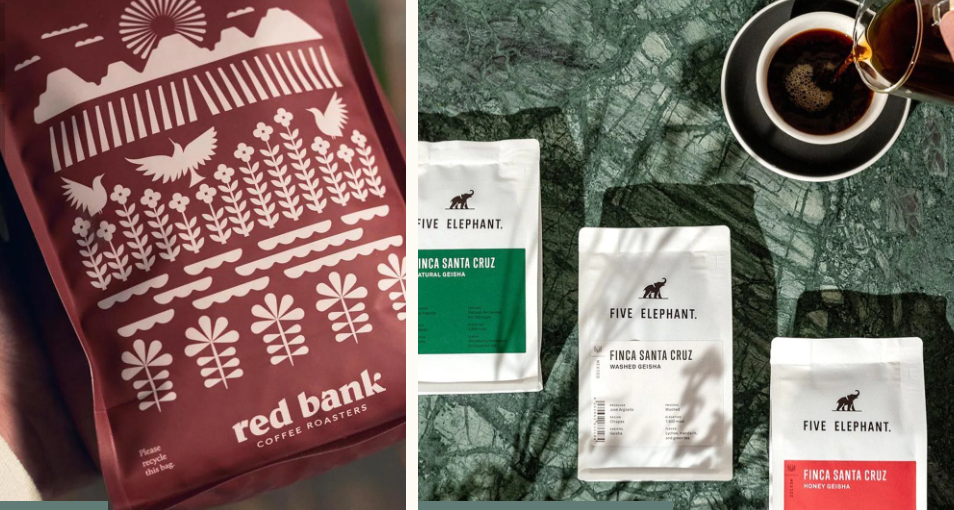 red bank
COFFEE ROASTERS
Please
recycle
this bag.
FIVE ELEPHANT.
FINCA SANTA CRUZ
NATURAL GEISHA
FIVE ELEPHANT.
FINCA SANTA CRUZ
WASHED GEISHA
FIVE ELEPHANT.
FINCA SANTA CRUZ
HONEY GEISHA